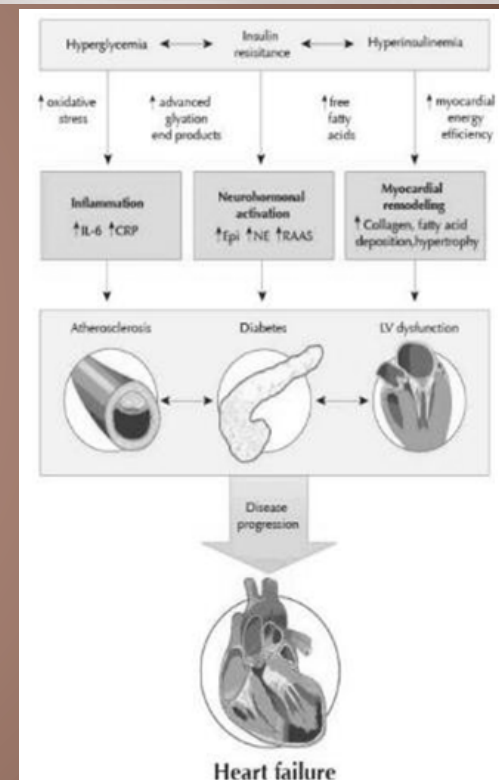 Hyperglycemia
Insulin
resisitance
Hyperinsulinemia
↑ oxidative
stress
↑ advanced
glyation
end products
↑ free
fatty
acids
↑ myocardial
energy
efficiency
Inflammation
↑IL-6 ↑CRP
Neurohormonal
activation
↑Epi ↑NE ↑RAAS
Myocardial
remodeling
↑ Collagen, fatty acid
deposition,hypertrophy
Atherosclerosis
Diabetes
LV dysfunction
Disease
progression
Heart failure